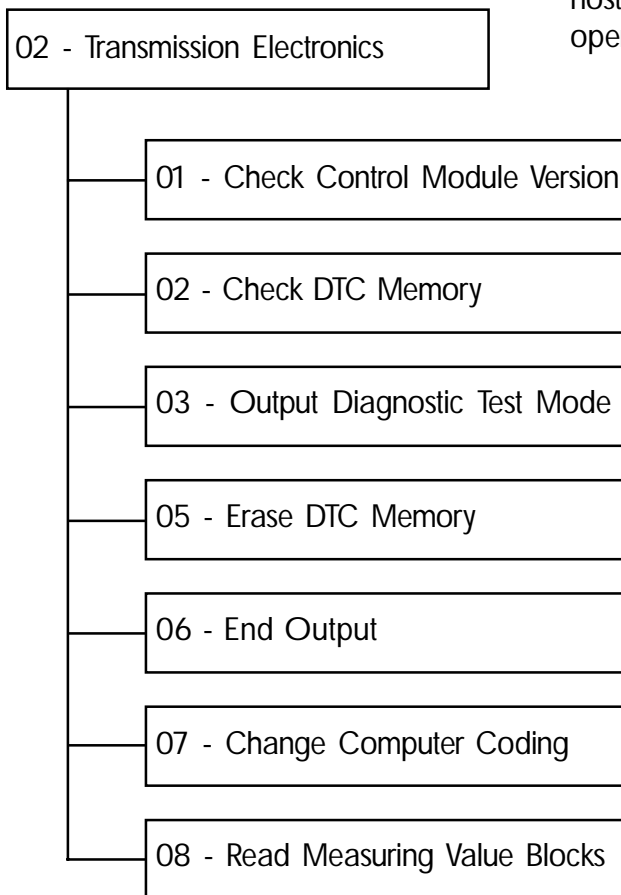 02 - Transmission Electronics
01 - Check Control Module Version
02 - Check DTC Memory
03 - Output Diagnostic Test Mode
05 - Erase DTC Memory
06 - End Output
07 - Change Computer Coding
08 - Read Measuring Value Blocks